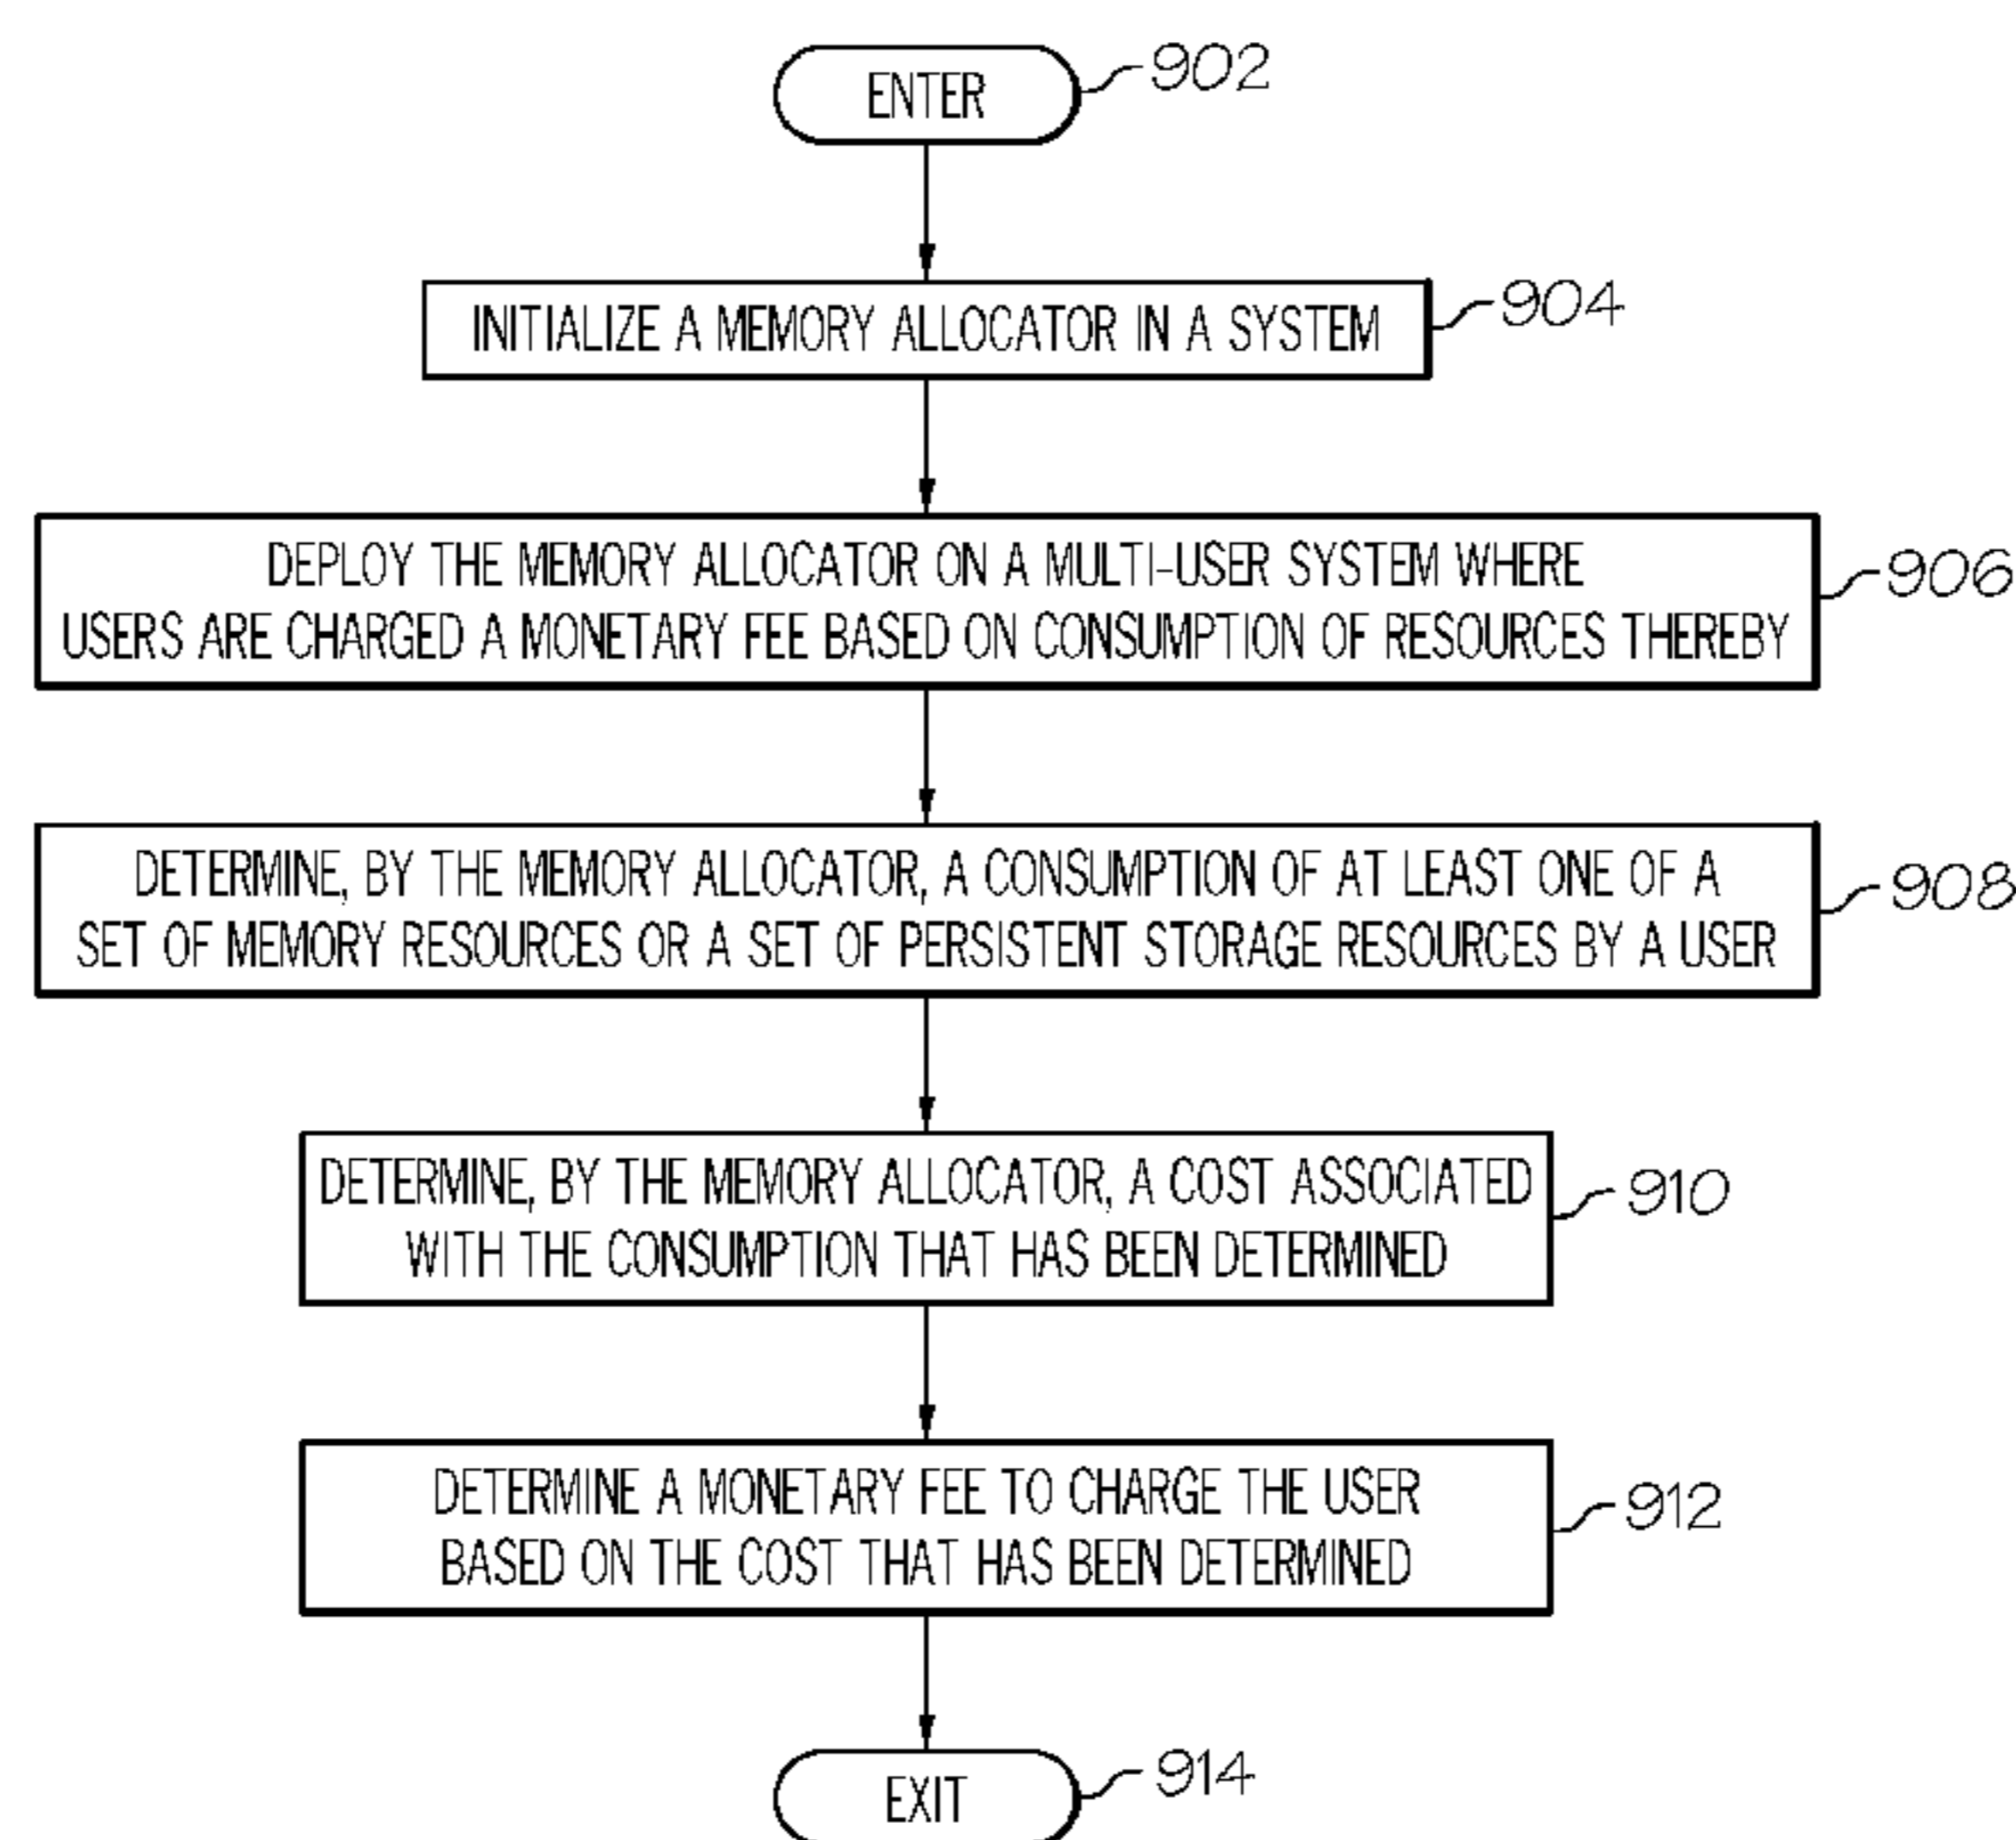 ENTER
902
INITIALIZE A MEMORY ALLOCATOR IN A SYSTEM
904
DEPLOY THE MEMORY ALLOCATOR ON A MULTI-USER SYSTEM WHERE
USERS ARE CHARGED A MONETARY FEE BASED ON CONSUMPTION OF RESOURCES THEREBY
906
DETERMINE, BY THE MEMORY ALLOCATOR, A CONSUMPTION OF AT LEAST ONE OF A
SET OF MEMORY RESOURCES OR A SET OF PERSISTENT STORAGE RESOURCES BY A USER
908
DETERMINE, BY THE MEMORY ALLOCATOR, A COST ASSOCIATED
WITH THE CONSUMPTION THAT HAS BEEN DETERMINED
910
DETERMINE A MONETARY FEE TO CHARGE THE USER
BASED ON THE COST THAT HAS BEEN DETERMINED
912
EXIT
914